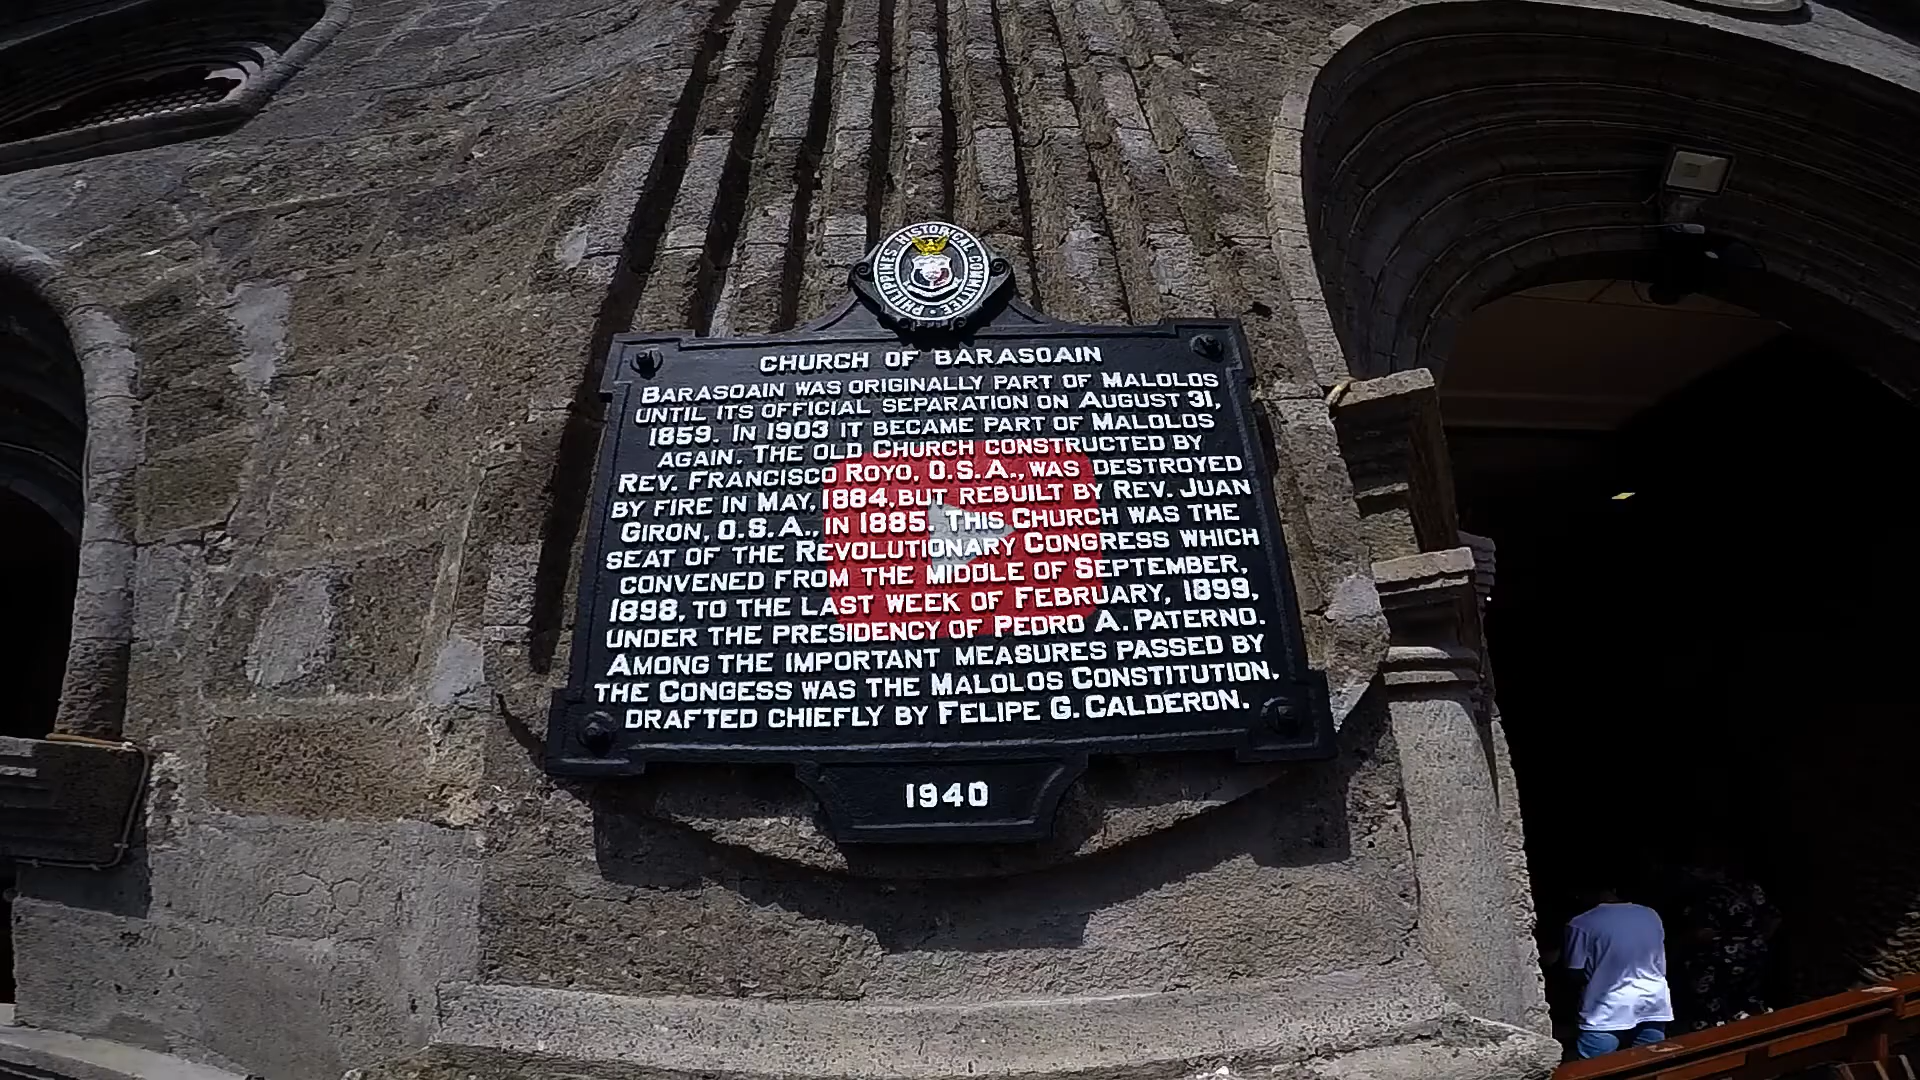 PHILIPPINES HISTORICAL COMMITTEE
CHURCH OF BARASOAIN
BARASOAIN WAS ORIGINALLY PART OF MALOLOS
UNTIL ITS OFFICIAL SEPARATION ON AUGUST 31,
1859. IN 1903 IT BECAME PART OF MALOLOS
AGAIN. THE OLD CHURCH CONSTRUCTED BY
REV. FRANCISCO ROYO, O.S.A., WAS DESTROYED
BY FIRE IN MAY, 1884, BUT REBUILT BY REV. JUAN
GIRON, O.S.A., IN 1885. THIS CHURCH WAS THE
SEAT OF THE REVOLUTIONARY CONGRESS WHICH
CONVENED FROM THE MIDDLE OF SEPTEMBER,
1898, TO THE LAST WEEK OF FEBRUARY, 1899,
UNDER THE PRESIDENCY OF PEDRO A. PATERNO.
AMONG THE IMPORTANT MEASURES PASSED BY
THE CONGESS WAS THE MALOLOS CONSTITUTION,
DRAFTED CHIEFLY BY FELIPE G. CALDERON.
1940